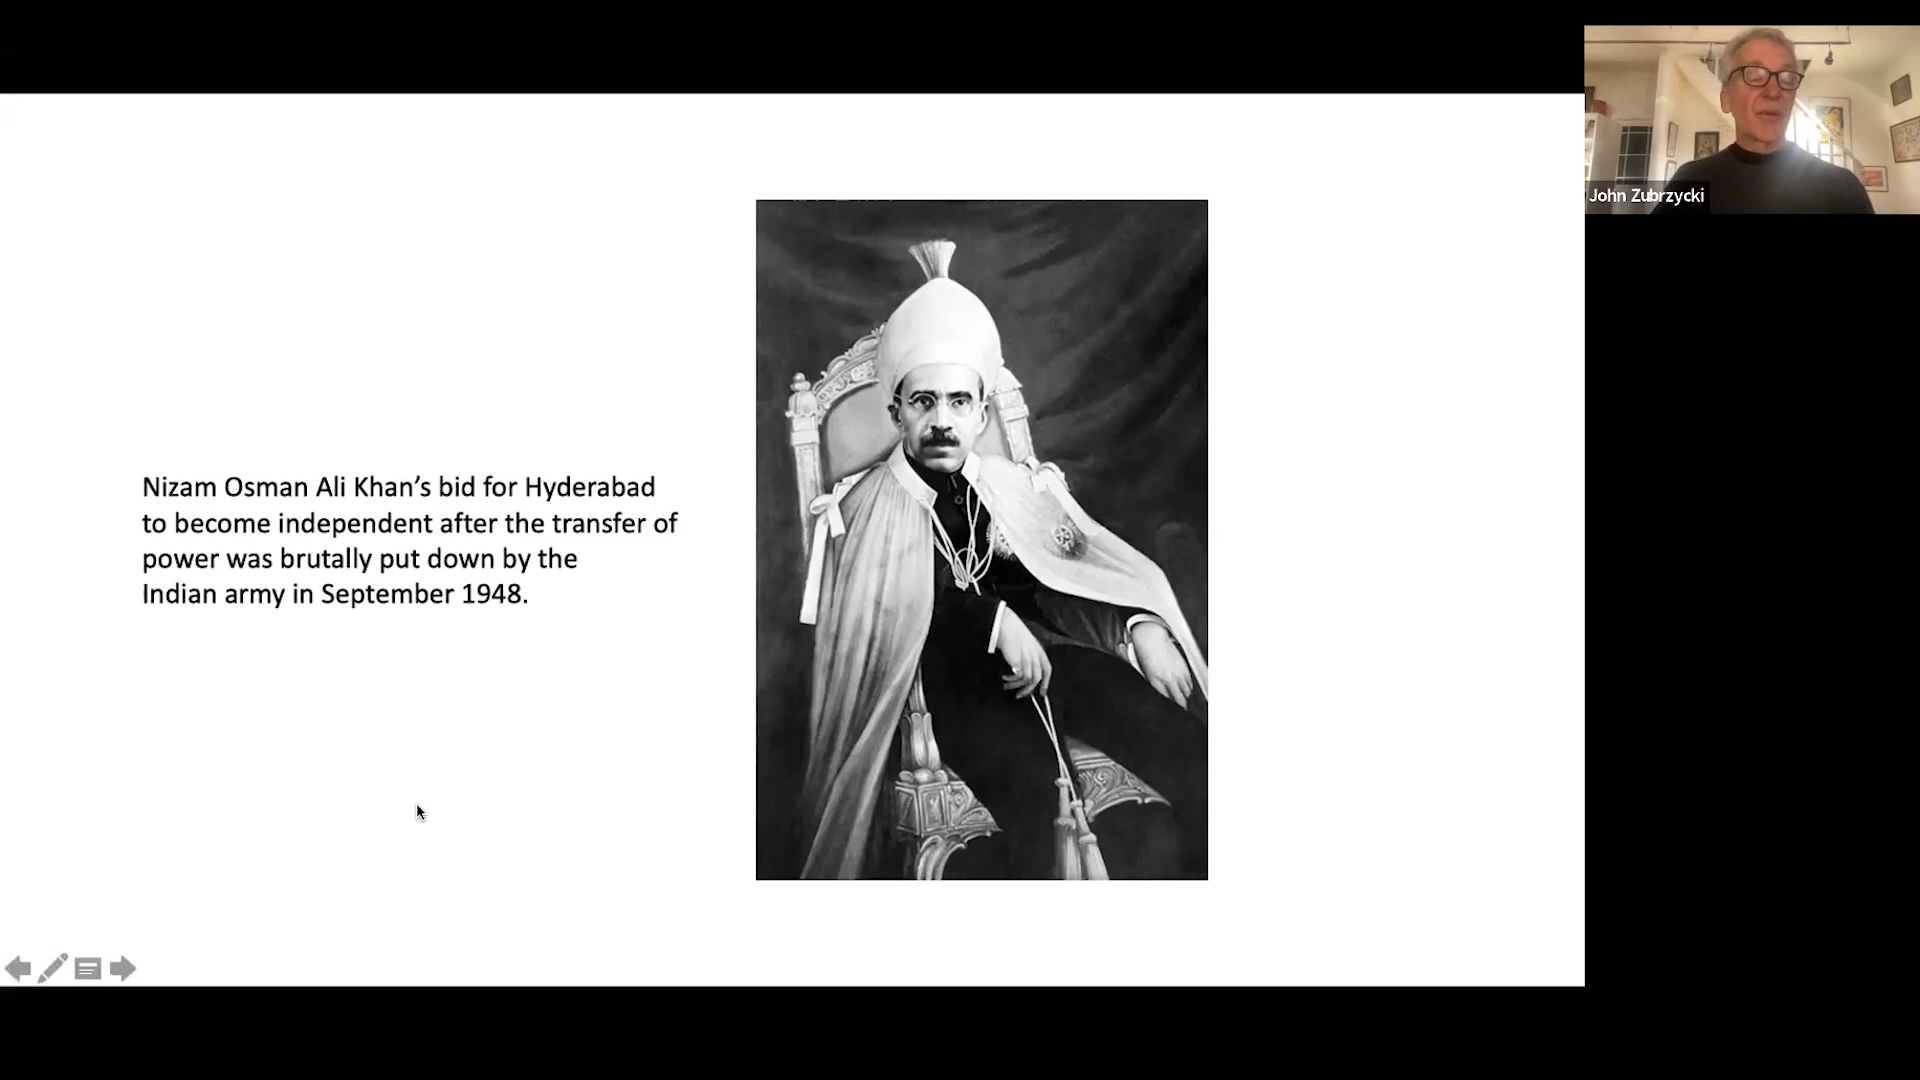 John Zubrzycki
Nizam Osman Ali Khan’s bid for Hyderabad
to become independent after the transfer of
power was brutally put down by the
Indian army in September 1948.